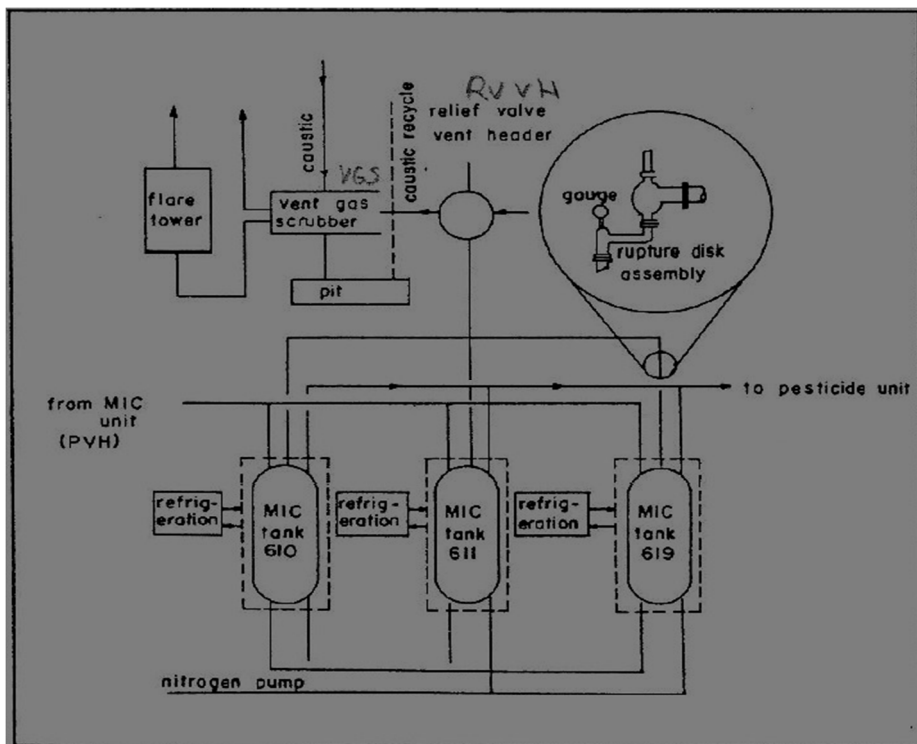 RVVH
relief valve
vent header
caustic
caustic recycle
VGS
flare
tower
vent gas
scrubber
pit
gauge
rupture disk
assembly
to pesticide unit
from MIC
unit
(PVH)
refrig-
eration
MIC
tank
610
refrig-
eration
MIC
tank
611
refrig-
eration
MIC
tank
619
nitrogen pump